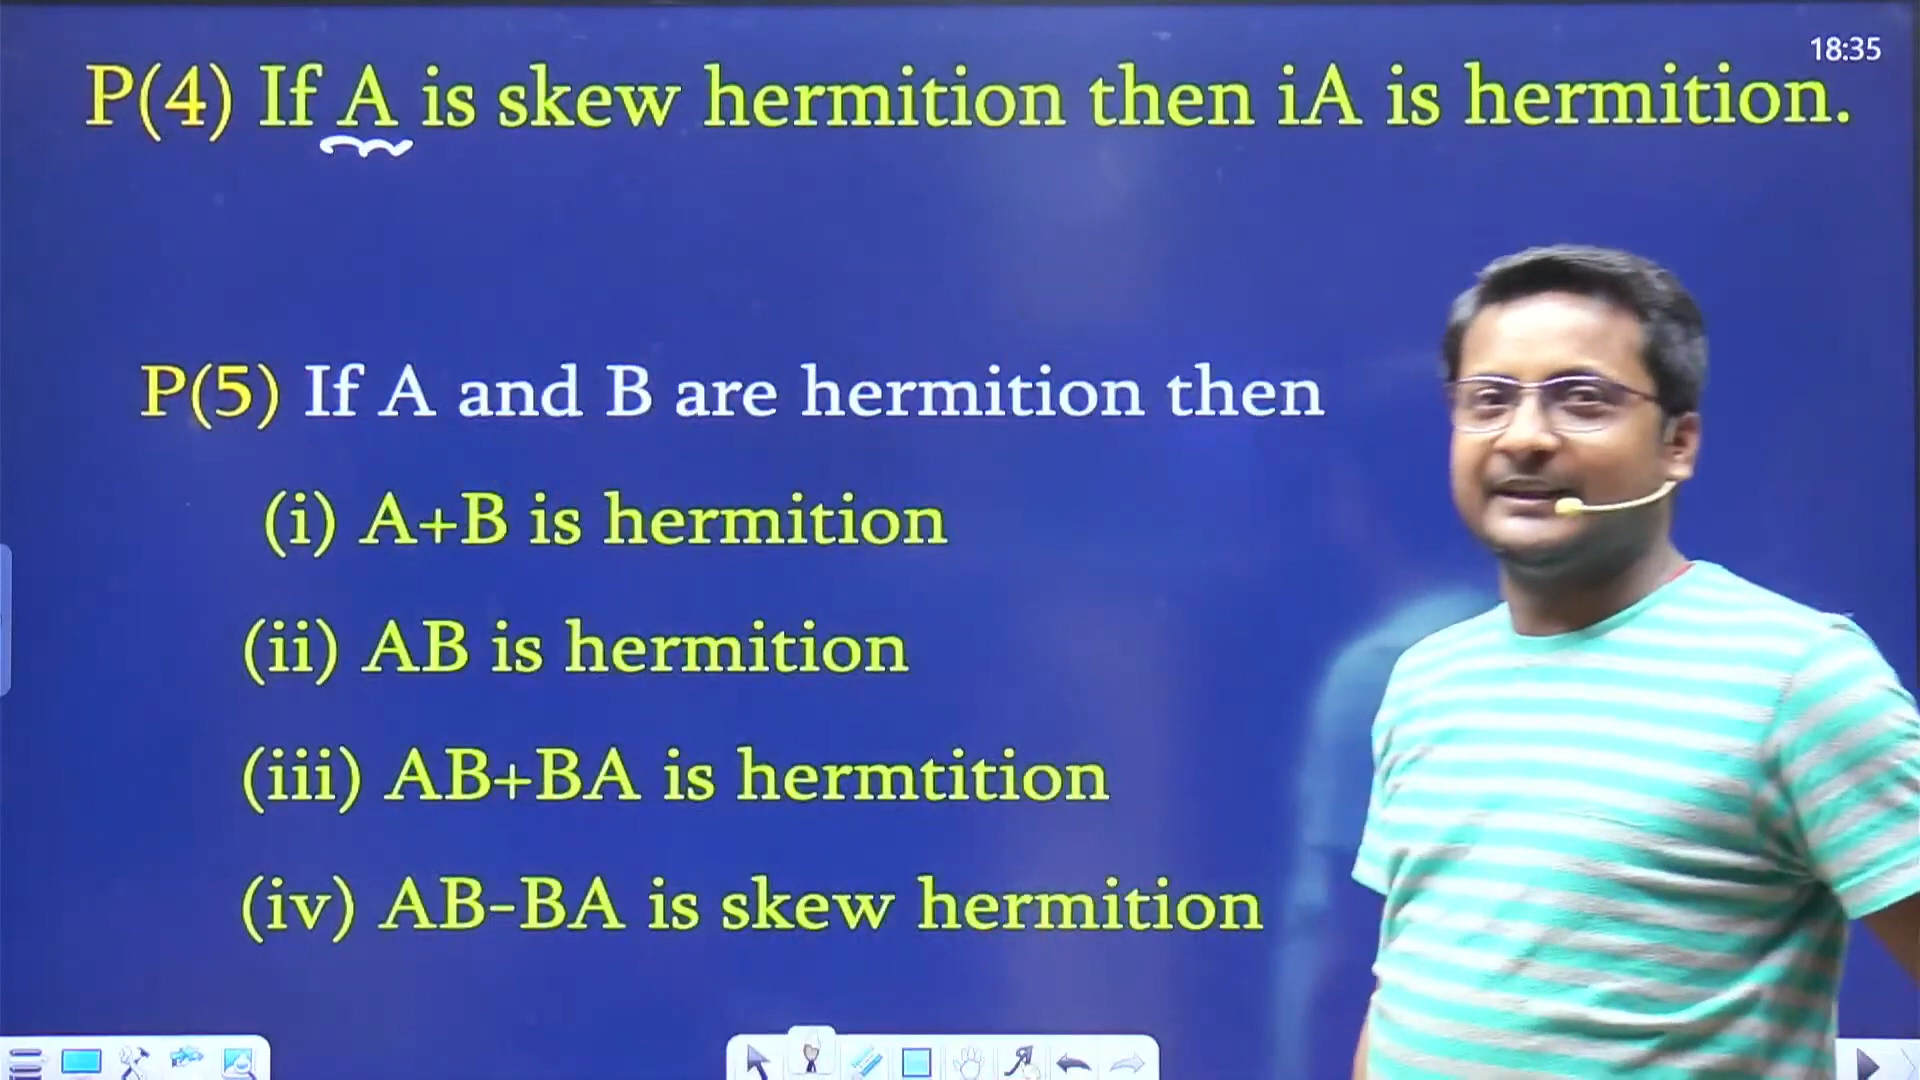 18:35
P(4) If A is skew hermition then iA is hermition.
P(5) If A and B are hermition then
(i) A+B is hermition
(ii) AB is hermition
(iii) AB+BA is hermtition
(iv) AB-BA is skew hermition